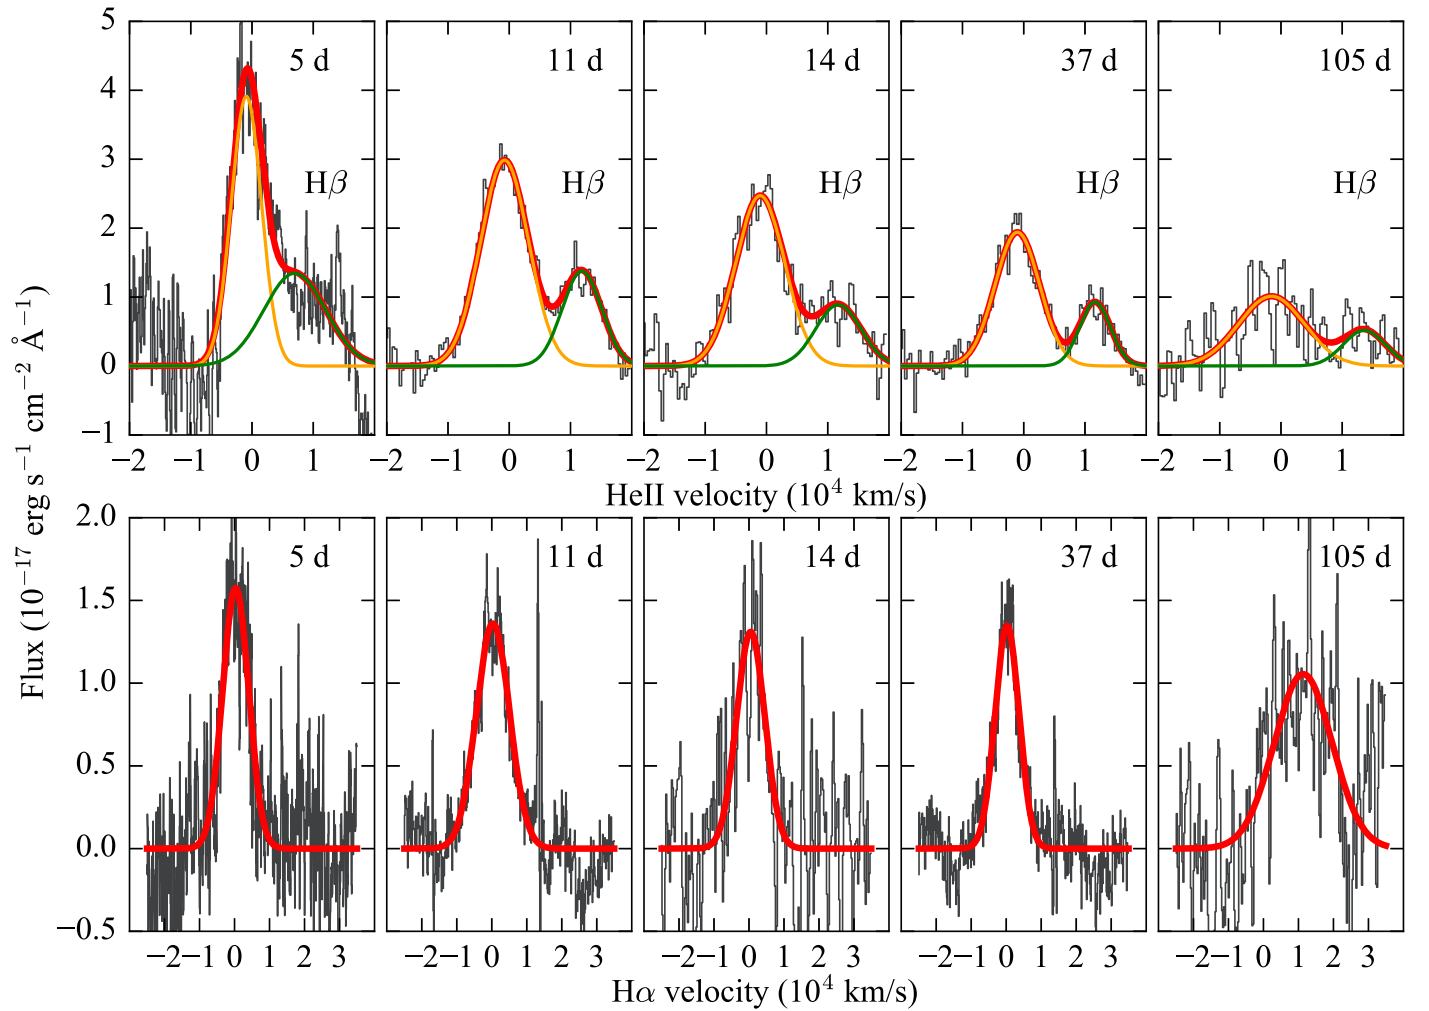 5 d 11 d 14 d 37 d 105 d
Hβ Hβ Hβ Hβ Hβ
5
4
3
2
1
0
−1
−2 −1 0 1 −2 −1 0 1 −2 −1 0 1 −2 −1 0 1 −2 −1 0 1
HeII velocity (10⁴ km/s)
Flux (10⁻¹⁷ erg s⁻¹ cm⁻² Å⁻¹)
5 d 11 d 14 d 37 d 105 d
2.0
1.5
1.0
0.5
0.0
−0.5
−2−1 0 1 2 3 −2−1 0 1 2 3 −2−1 0 1 2 3 −2−1 0 1 2 3 −2−1 0 1 2 3
Hα velocity (10⁴ km/s)